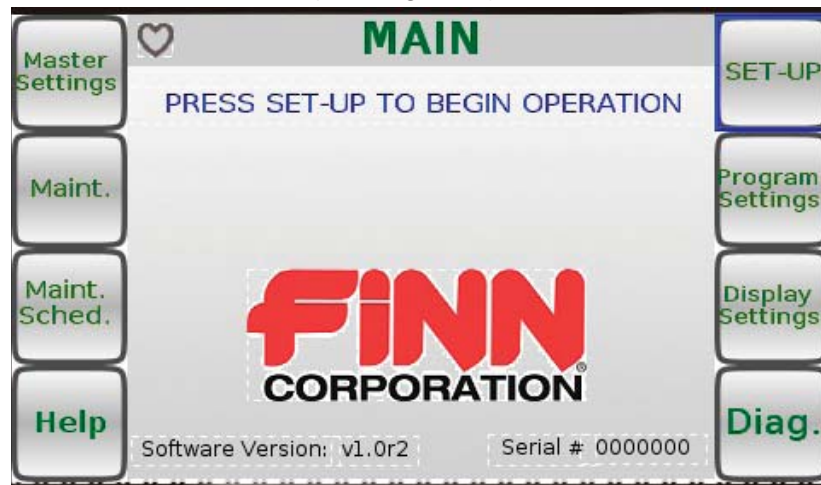 MAIN
PRESS SET-UP TO BEGIN OPERATION
Master
Settings
Maint.
Maint.
Sched.
Help
SET-UP
Program
Settings
Display
Settings
Diag.
FINN
CORPORATION®
Software Version: v1.0r2
Serial # 0000000